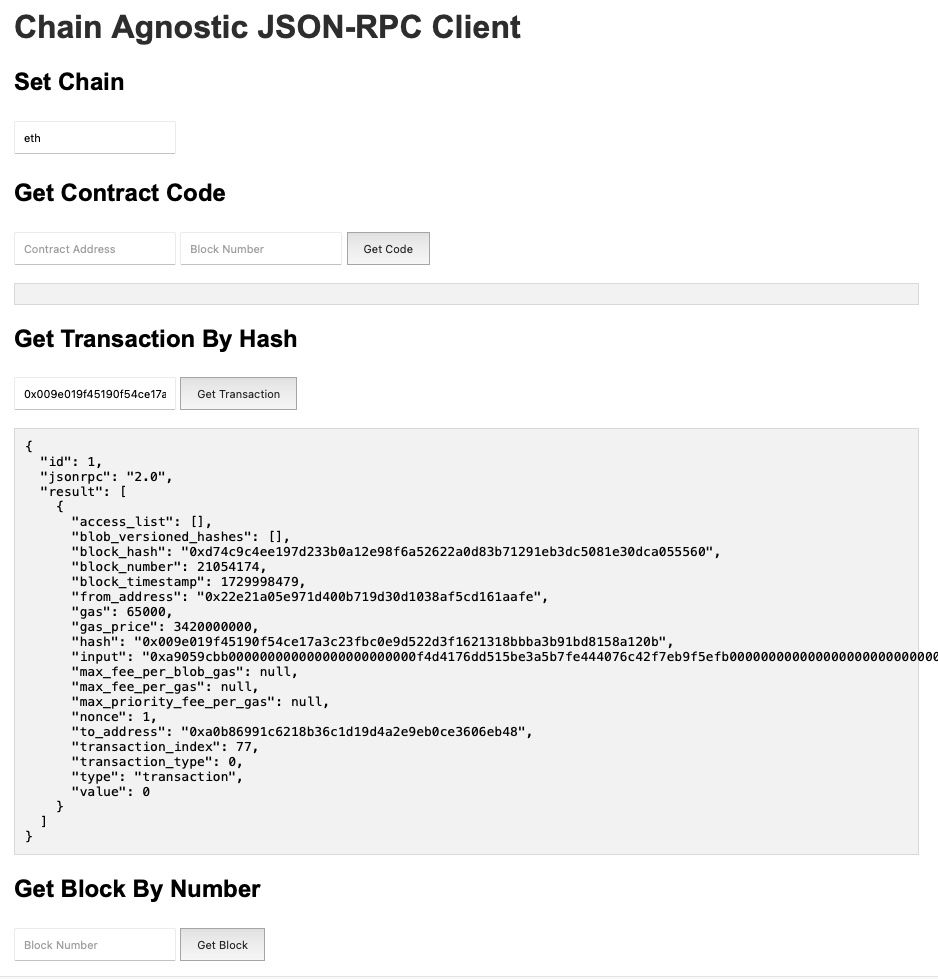 Chain Agnostic JSON-RPC Client
Set Chain
eth
Get Contract Code
Contract Address Block Number Get Code
Get Transaction By Hash
0x009e019f45190f54ce17a Get Transaction
{
"id": 1,
"jsonrpc": "2.0",
"result": [
{
"access_list": [],
"blob_versioned_hashes": [],
"block_hash": "0xd74c9c4ee197d233b0a12e98f6a52622a0d83b71291eb3dc5081e30dca055560",
"block_number": 21054174,
"block_timestamp": 1729998479,
"from_address": "0x22e21a05e971d400b719d30d1038af5cd161aafe",
"gas": 65000,
"gas_price": 3420000000,
"hash": "0x009e019f45190f54ce17a3c23fbc0e9d522d3f1621318bbba3b91bd8158a120b",
"input": "0xa9059cbb000000000000000000000000f4d4176dd515be3a5b7fe444076c42f7eb9f5efb000000000000000000000000000
"max_fee_per_blob_gas": null,
"max_fee_per_gas": null,
"max_priority_fee_per_gas": null,
"nonce": 1,
"to_address": "0xa0b86991c6218b36c1d19d4a2e9eb0ce3606eb48",
"transaction_index": 77,
"transaction_type": 0,
"type": "transaction",
"value": 0
}
]
}
Get Block By Number
Block Number Get Block